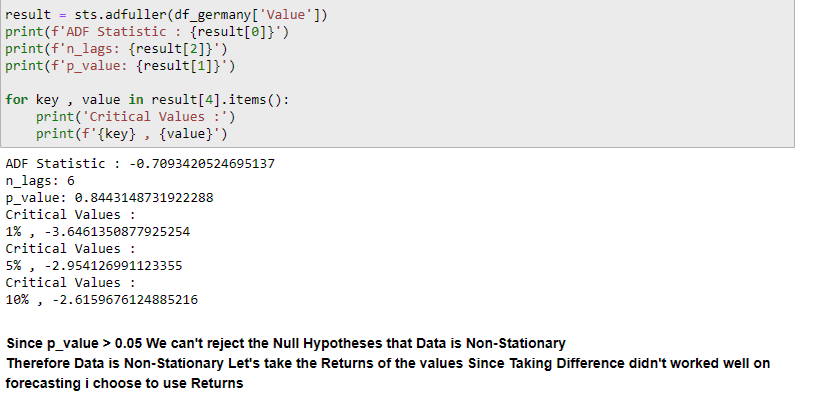 result = sts.adfuller(df_germany['Value'])
print(f'ADF Statistic : {result[0]}')
print(f'n_lags: {result[2]}')
print(f'p_value: {result[1]}')
for key , value in result[4].items():
    print('Critical Values :')
    print(f'{key} , {value}')
ADF Statistic : -0.7093420524695137
n_lags: 6
p_value: 0.8443148731922288
Critical Values :
1% , -3.6461350877925254
Critical Values :
5% , -2.954126991123355
Critical Values :
10% , -2.6159676124885216
Since p_value > 0.05 We can't reject the Null Hypotheses that Data is Non-Stationary
Therefore Data is Non-Stationary Let's take the Returns of the values Since Taking Difference didn't worked well on
forecasting i choose to use Returns